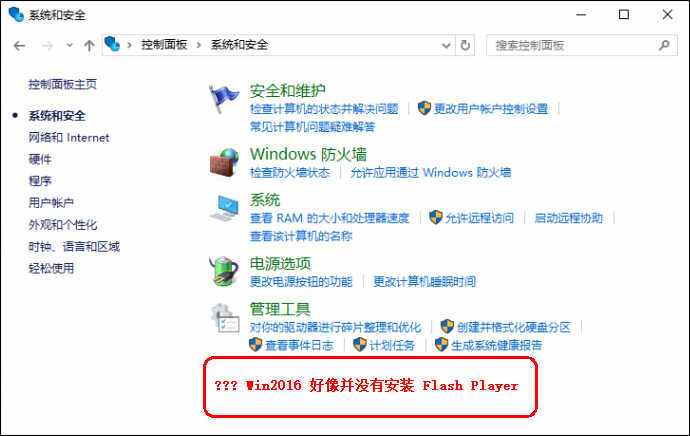 系统和安全
控制面板 系统和安全
搜索控制面板
控制面板主页
系统和安全
网络和 Internet
硬件
程序
用户帐户
外观和个性化
时钟、语言和区域
轻松使用
安全和维护
检查计算机的状态并解决问题 更改用户帐户控制设置
常见计算机问题疑难解答
Windows 防火墙
检查防火墙状态 允许应用通过 Windows 防火墙
系统
查看 RAM 的大小和处理器速度 允许远程访问 启动远程协助
查看该计算机的名称
电源选项
更改电源按钮的功能 更改计算机睡眠时间
管理工具
对你的驱动器进行碎片整理和优化 创建并格式化硬盘分区
查看事件日志 计划任务 生成系统健康报告
??? Win2016 好像并没有安装 Flash Player